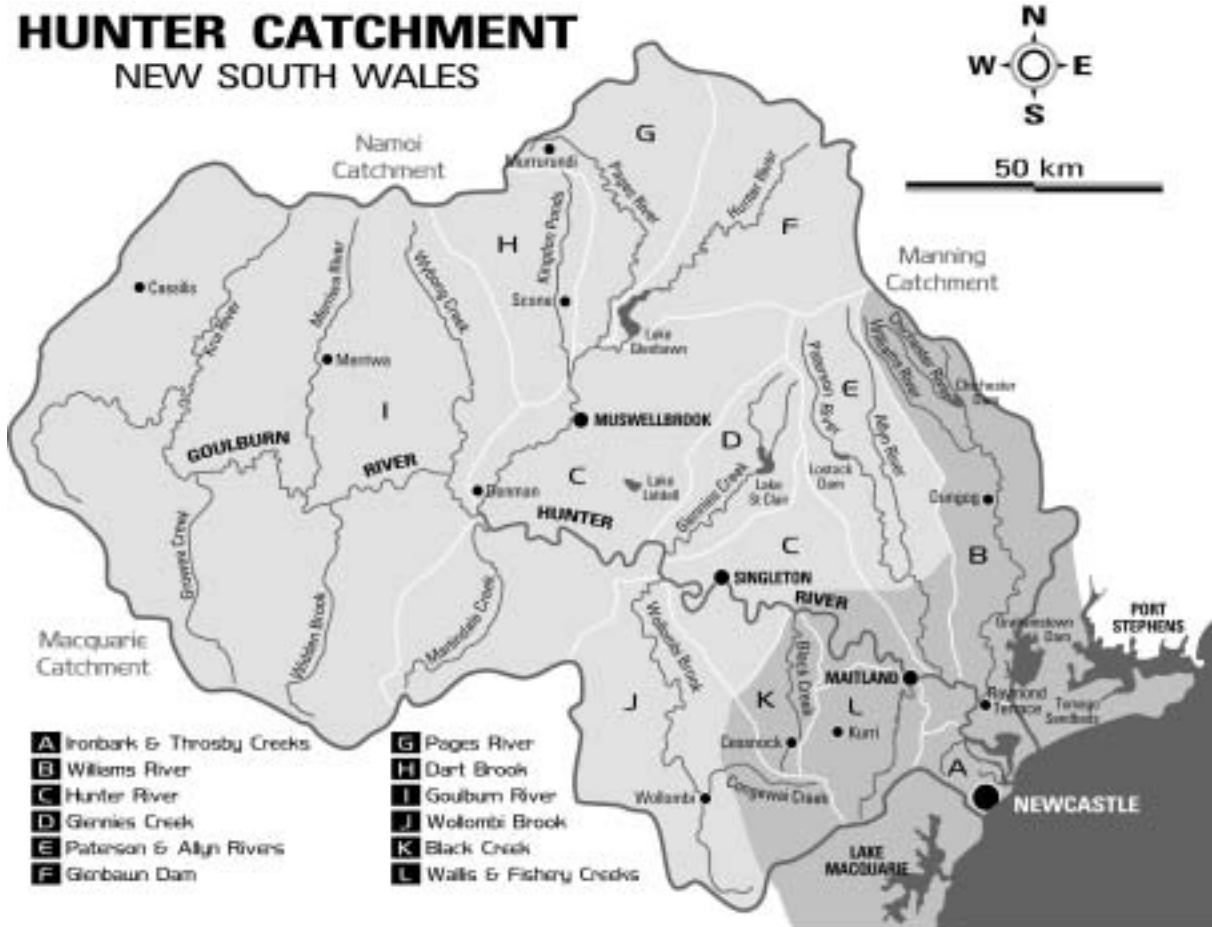 HUNTER CATCHMENT
NEW SOUTH WALES
N
W E
S
50 km
Namoi
Catchment
Manning
Catchment
Macquarie
Catchment
G
Murrurundi
Pages River
Hunter River
F
H
Kingdon Ponds
Scone
Lake
Glenbawn
Cassilis
Krui River
Merriwa River
Merriwa
Wybong Creek
I
GOULBURN
RIVER
MUSWELLBROOK
Denman
C
Lake
Liddell
D
Glennies Creek
Lake
St Clair
Paterson River
E
Allyn River
Lostock
Dam
Chichester River
Williams River
Chichester
Dam
Dungog
B
HUNTER
C
SINGLETON
RIVER
Widden Brook
Martindale Creek
Wollombi Brook
J
K
Black Creek
L
MAITLAND
Kurri
Cessnock
Congewai Creek
Wollombi
Grahamstown
Dam
PORT
STEPHENS
Raymond
Terrace
Tomago
Sandbeds
A
NEWCASTLE
LAKE
MACQUARIE
A Ironbark & Throsby Creeks
B Williams River
C Hunter River
D Glennies Creek
E Paterson & Allyn Rivers
F Glenbawn Dam
G Pages River
H Dart Brook
I Goulburn River
J Wollombi Brook
K Black Creek
L Wallis & Fishery Creeks